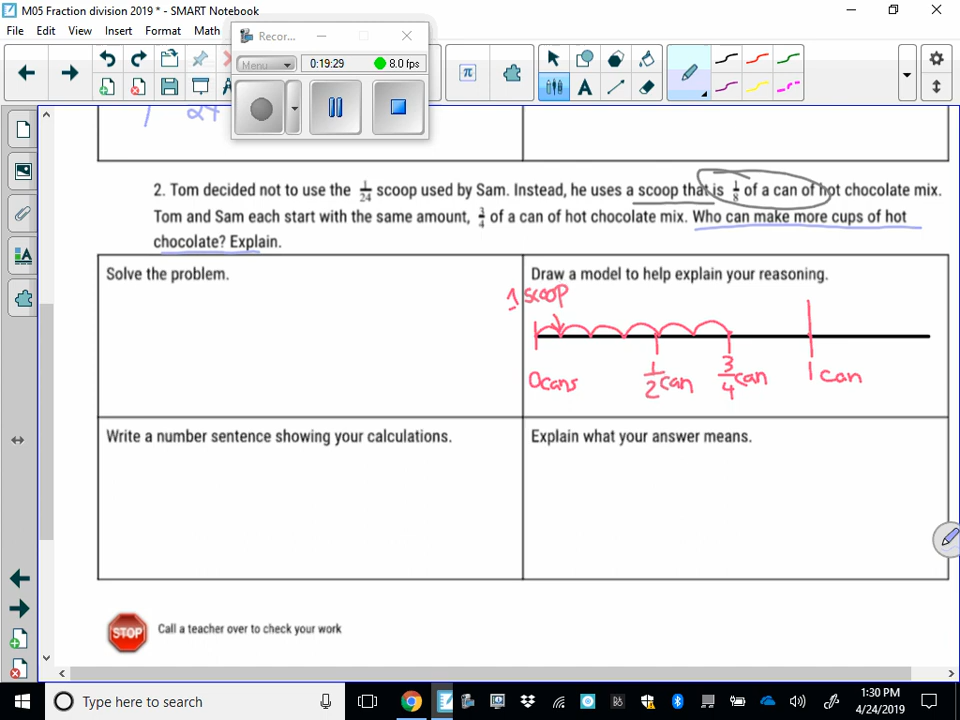 M05 Fraction division 2019 * - SMART Notebook
File Edit View Insert Format Math
Recor...
Menu
0:19:29
8.0 fps
π
A
1 24
2. Tom decided not to use the 1/24 scoop used by Sam. Instead, he uses a scoop that is 1/8 of a can of hot chocolate mix.
Tom and Sam each start with the same amount, 3/4 of a can of hot chocolate mix. Who can make more cups of hot
chocolate? Explain.
Solve the problem.
Draw a model to help explain your reasoning.
1 scoop
0 cans 1/2 can 3/4 can 1 can
Write a number sentence showing your calculations.
Explain what your answer means.
STOP
Call a teacher over to check your work
Type here to search
1:30 PM
4/24/2019